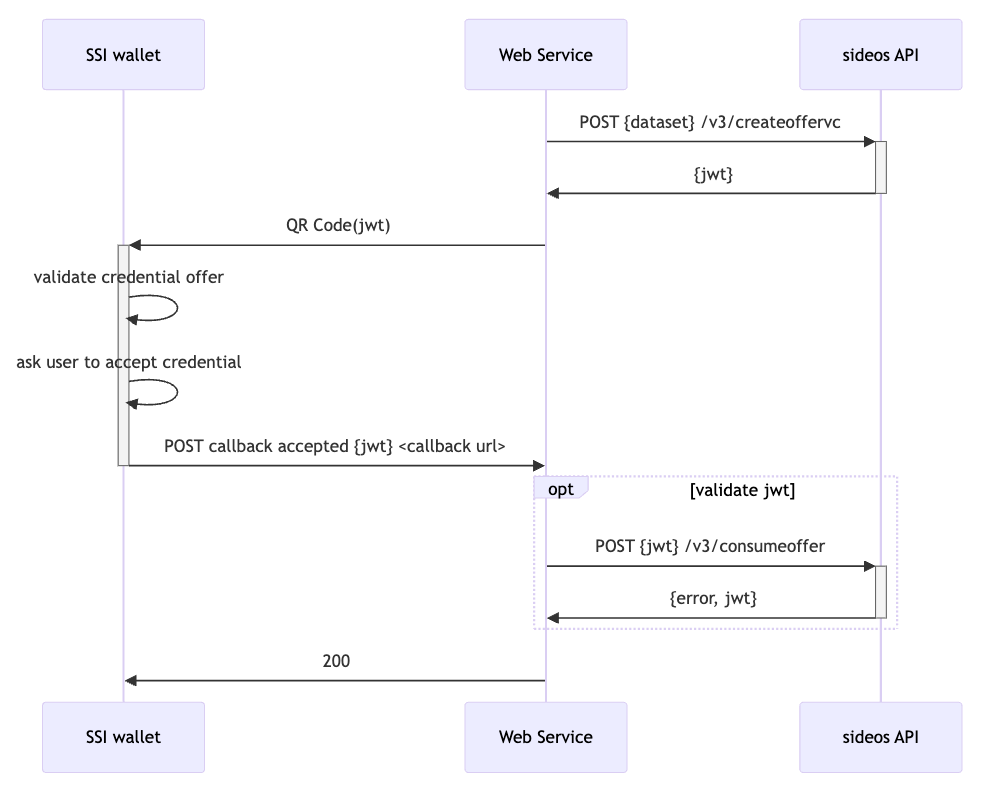 SSI wallet
Web Service
sideos API
POST {dataset} /v3/createoffervc
{jwt}
QR Code(jwt)
validate credential offer
ask user to accept credential
POST callback accepted {jwt} <callback url>
opt
[validate jwt]
POST {jwt} /v3/consumeoffer
{error, jwt}
200
SSI wallet
Web Service
sideos API